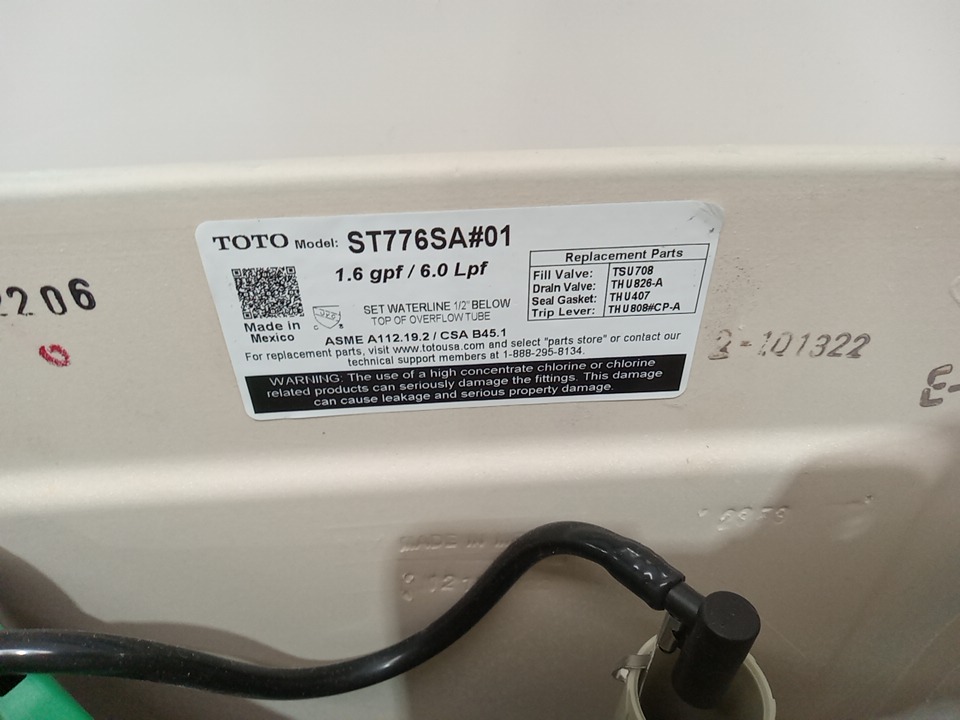 TOTO Model: ST776SA#01
1.6 gpf / 6.0 Lpf
Made in
Mexico
SET WATERLINE 1/2" BELOW
TOP OF OVERFLOW TUBE
Replacement Parts
Fill Valve: TSU708
Drain Valve: THU826-A
Seal Gasket: THU407
Trip Lever: THU808#CP-A
ASME A112.19.2 / CSA B45.1
For replacement parts, visit www.totousa.com and select "parts store" or contact our
technical support members at 1-888-295-8134.
WARNING: The use of a high concentrate chlorine or chlorine
related products can seriously damage the fittings. This damage
can cause leakage and serious property damage.
2206
2-101322
E-
MADE IN